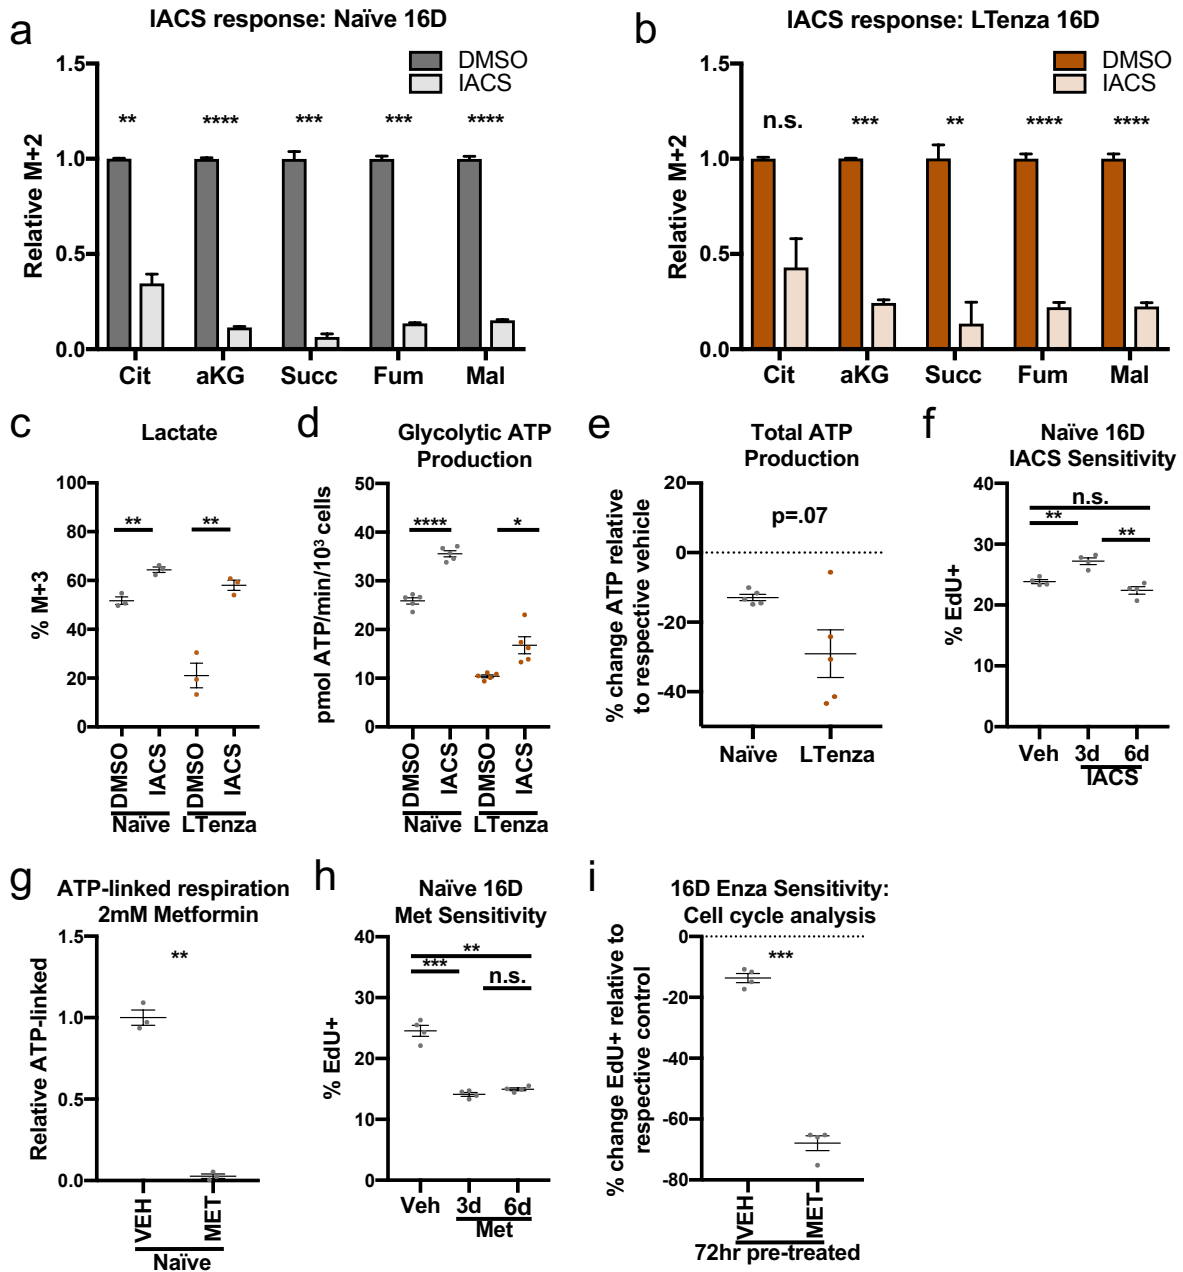 a
IACS response: Naïve 16D
DMSO
IACS
Relative M+2
1.5
1.0
0.5
0.0
**
****
***
***
****
Cit
aKG
Succ
Fum
Mal
b
IACS response: LTenza 16D
DMSO
IACS
Relative M+2
1.5
1.0
0.5
0.0
n.s.
***
**
****
****
Cit
aKG
Succ
Fum
Mal
c
Lactate
% M+3
100
80
60
40
20
0
**
**
DMSO
IACS
DMSO
IACS
Naïve
LTenza
d
Glycolytic ATP
Production
pmol ATP/min/10³ cells
50
40
30
20
10
0
****
*
DMSO
IACS
DMSO
IACS
Naïve
LTenza
e
Total ATP
Production
% change ATP relative
to respective vehicle
20
0
-20
-40
p=.07
Naïve
LTenza
f
Naïve 16D
IACS Sensitivity
% EdU+
40
30
20
10
0
n.s.
**
**
Veh
3d
6d
IACS
g
ATP-linked respiration
2mM Metformin
Relative ATP-linked
1.5
1.0
0.5
0.0
**
VEH
MET
Naïve
h
Naïve 16D
Met Sensitivity
% EdU+
40
30
20
10
0
**
***
n.s.
Veh
3d
6d
Met
i
16D Enza Sensitivity:
Cell cycle analysis
% change EdU+ relative to
respective control
0
-20
-40
-60
-80
***
VEH
MET
72hr pre-treated